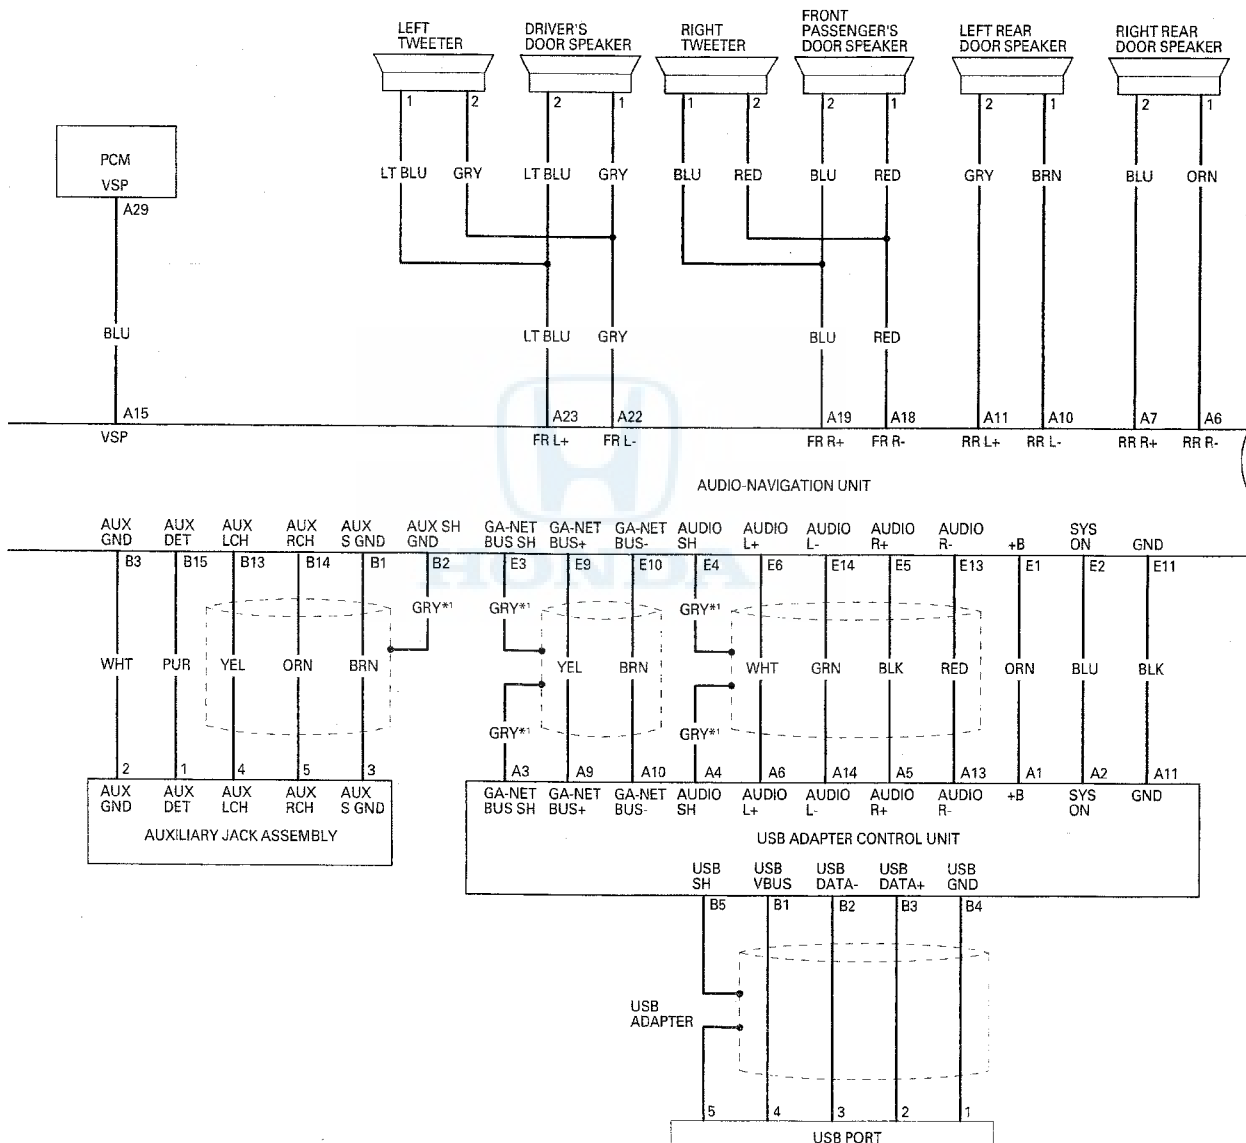 LEFT TWEETER
DRIVER'S DOOR SPEAKER
RIGHT TWEETER
FRONT PASSENGER'S DOOR SPEAKER
LEFT REAR DOOR SPEAKER
RIGHT REAR DOOR SPEAKER
1 2 2 1 1 2 2 1 2 1 2 1
PCM
VSP
A29
LT BLU GRY LT BLU GRY BLU RED BLU RED GRY BRN BLU ORN
BLU LT BLU GRY BLU RED
A15 A23 A22 A19 A18 A11 A10 A7 A6
VSP FR L+ FR L- FR R+ FR R- RR L+ RR L- RR R+ RR R-
AUDIO-NAVIGATION UNIT
HONDA
AUX GND
AUX DET
AUX LCH
AUX RCH
AUX S GND
AUX SH GND
GA-NET BUS SH
GA-NET BUS+
GA-NET BUS-
AUDIO SH
AUDIO L+
AUDIO L-
AUDIO R+
AUDIO R-
+B
SYS ON
GND
B3 B15 B13 B14 B1 B2 E3 E9 E10 E4 E6 E14 E5 E13 E1 E2 E11
GRY*1 GRY*1 GRY*1
WHT PUR YEL ORN BRN YEL BRN WHT GRN BLK RED ORN BLU BLK
GRY*1 GRY*1
2 1 4 5 3 A3 A9 A10 A4 A6 A14 A5 A13 A1 A2 A11
AUX GND
AUX DET
AUX LCH
AUX RCH
AUX S GND
GA-NET BUS SH
GA-NET BUS+
GA-NET BUS-
AUDIO SH
AUDIO L+
AUDIO L-
AUDIO R+
AUDIO R-
+B
SYS ON
GND
AUXILIARY JACK ASSEMBLY
USB ADAPTER CONTROL UNIT
USB SH
USB VBUS
USB DATA-
USB DATA+
USB GND
B5 B1 B2 B3 B4
USB ADAPTER
5 4 3 2 1
USB PORT